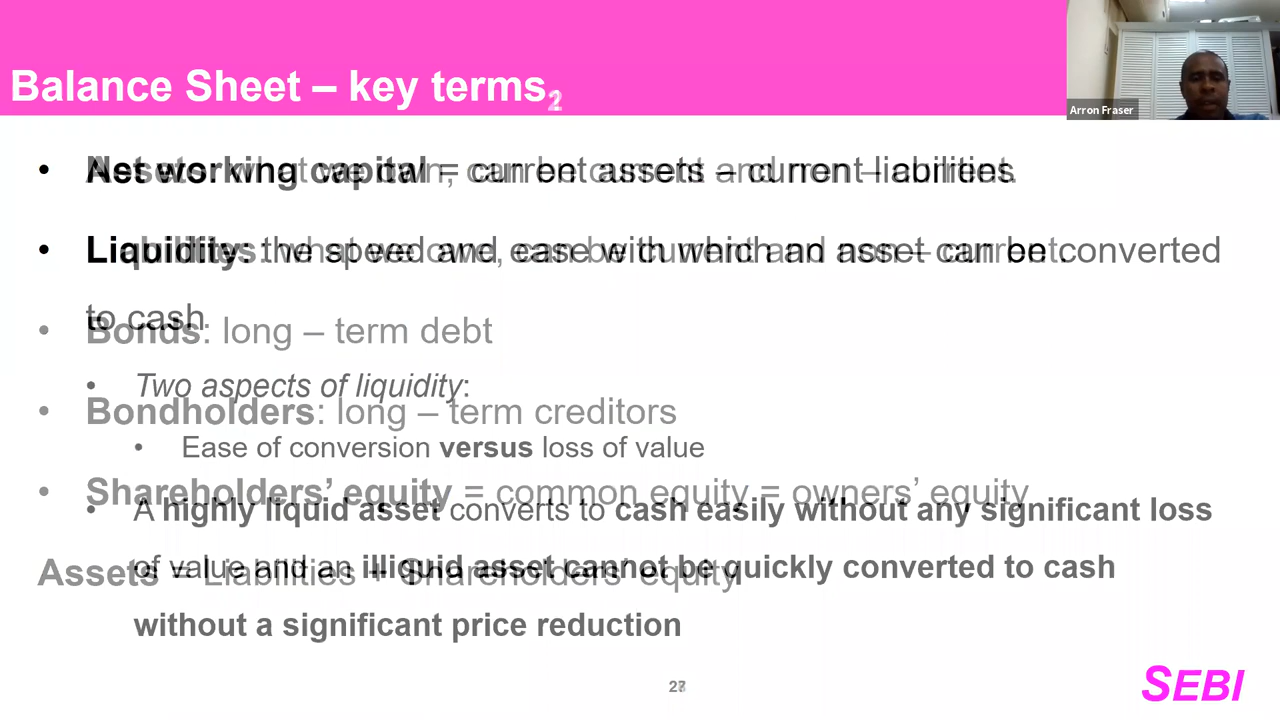 Balance Sheet – key terms
Arron Fraser
• Net working capital = current assets – current liabilities
• Liquidity: the speed and ease with which an asset can be converted
to cash
• Bonds: long – term debt
• Two aspects of liquidity:
• Bondholders: long – term creditors
• Ease of conversion versus loss of value
• Shareholders’ equity = common equity = owners’ equity
• A highly liquid asset converts to cash easily without any significant loss
Assets = Liabilities + Shareholders’ equity
of value and an illiquid asset cannot be quickly converted to cash
without a significant price reduction
SEBI